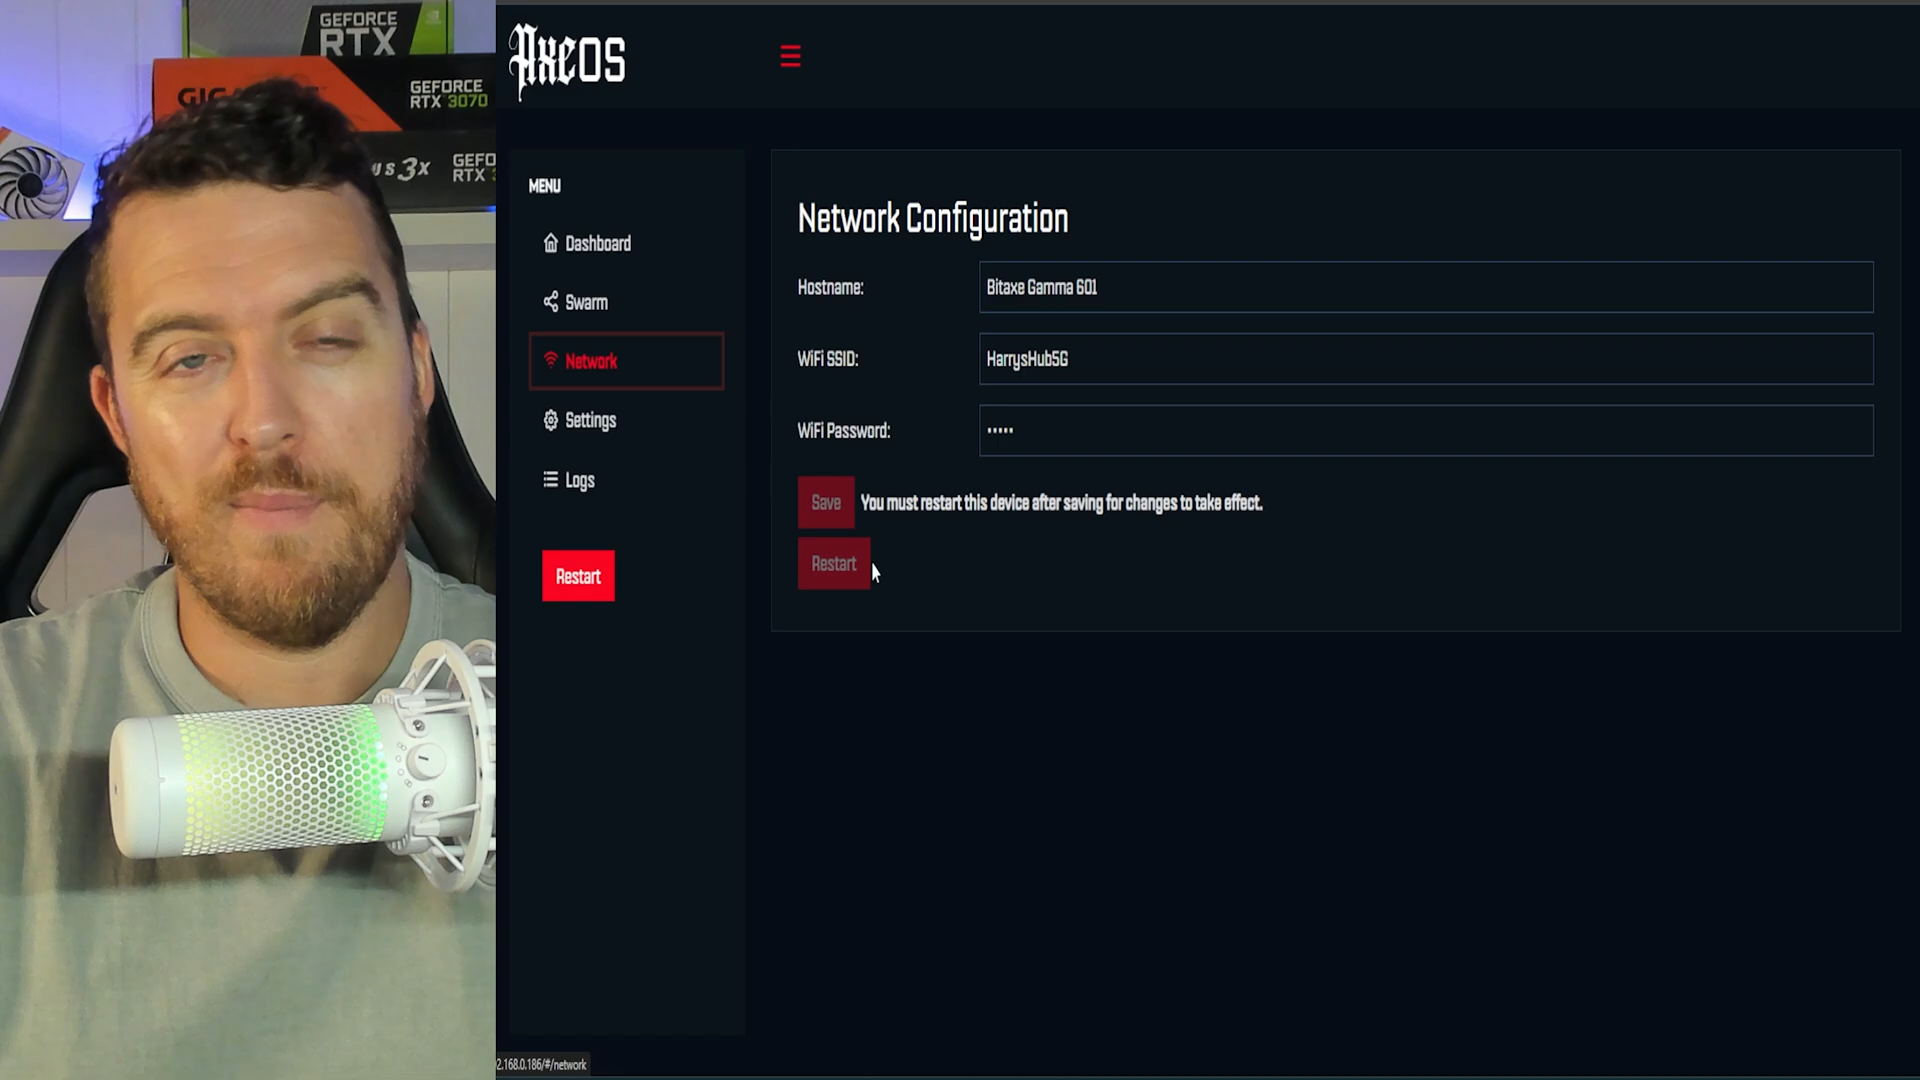 GEFORCE
RTX
GEFORCE
RTX 3070
3X
GEFO
RTX
AxeOS
MENU
Dashboard
Swarm
Network
Settings
Logs
Restart
Network Configuration
Hostname:
Bitaxe Gamma 601
WiFi SSID:
HarrysHub5G
WiFi Password:
•••••
Save
You must restart this device after saving for changes to take effect.
Restart
2.168.0.186/#/network